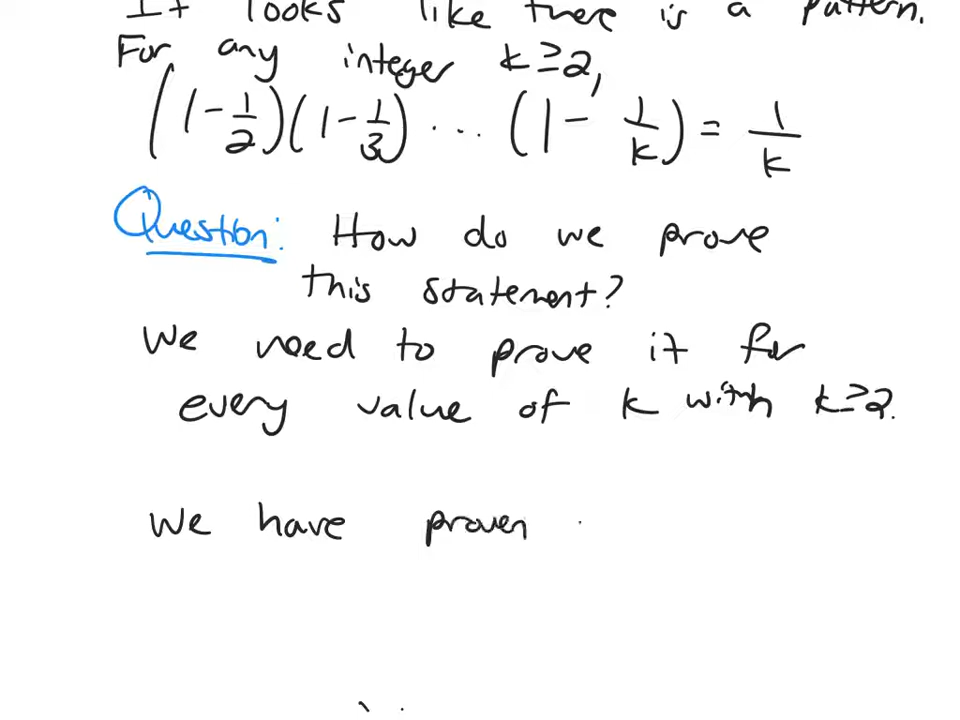 It looks like there is a pattern.
For any integer k≥2,
(1-1/2)(1-1/3)...(1-1/k)=1/k
Question: How do we prove
this statement?
We need to prove it for
every value of k with k≥2.
We have proven